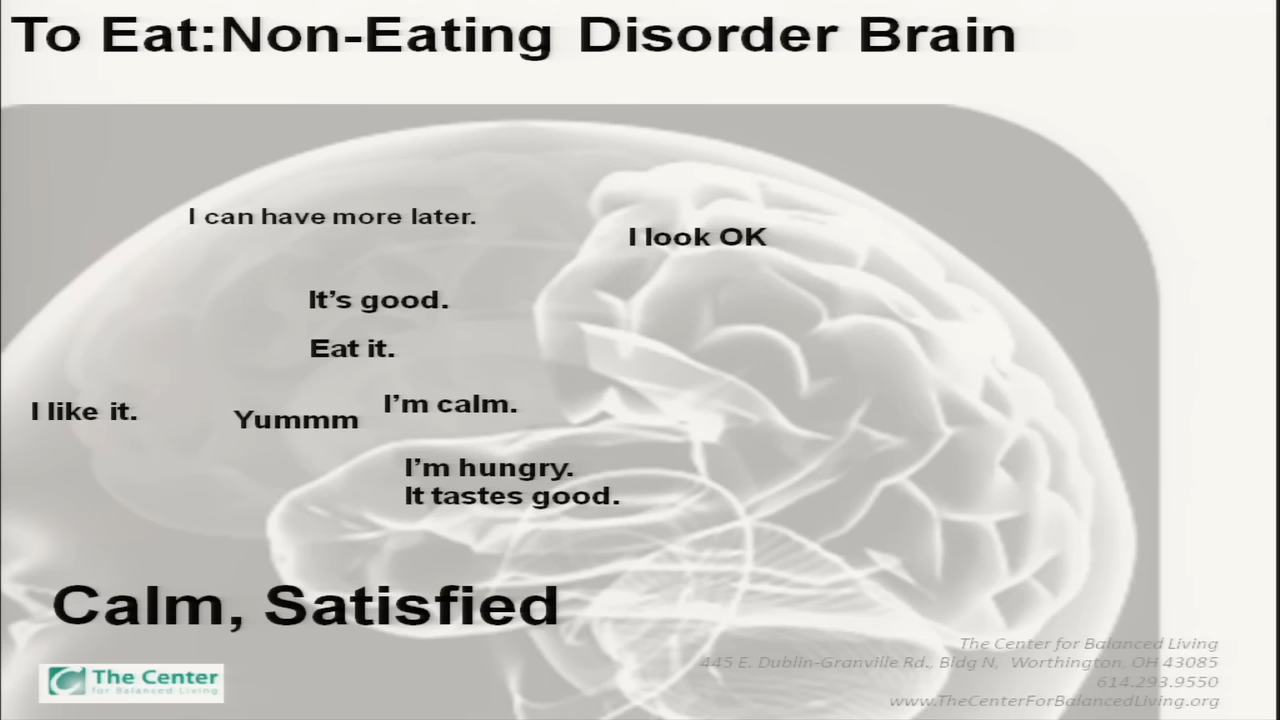 To Eat:Non-Eating Disorder Brain
I can have more later.
I look OK
It's good.
Eat it.
I like it.
Yummm
I'm calm.
I'm hungry.
It tastes good.
Calm, Satisfied
The Center
for Balanced Living
The Center for Balanced Living
445 E. Dublin-Granville Rd., Bldg N, Worthington, OH 43085
614.293.9550
www.TheCenterForBalancedLiving.org